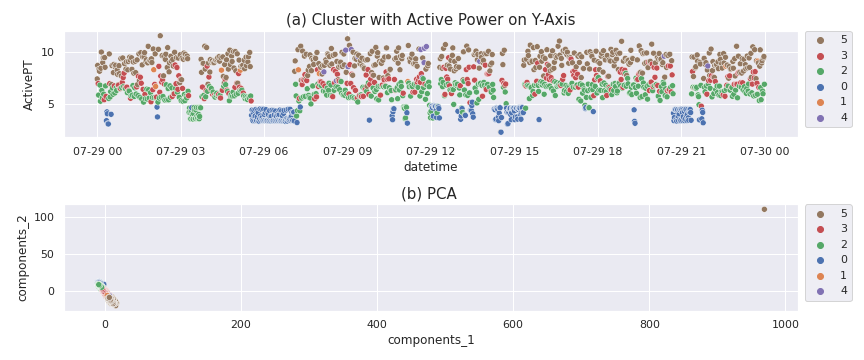 (a) Cluster with Active Power on Y-Axis
10
5
ActivePT
5
3
2
0
1
4
07-29 00 07-29 03 07-29 06 07-29 09 07-29 12 07-29 15 07-29 18 07-29 21 07-30 00
datetime
(b) PCA
100
50
0
components_2
5
3
2
0
1
4
0 200 400 600 800 1000
components_1